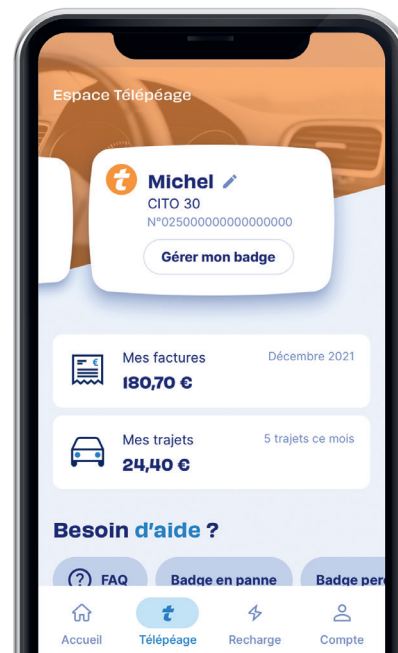 Espace Télépéage
t
Michel
CITO 30
N°025000000000000000
Gérer mon badge
Mes factures
Décembre 2021
180,70 €
Mes trajets
5 trajets ce mois
24,40 €
Besoin d'aide ?
? FAQ
Badge en panne
Badge per
t
Accueil
Télépéage
Recharge
Compte